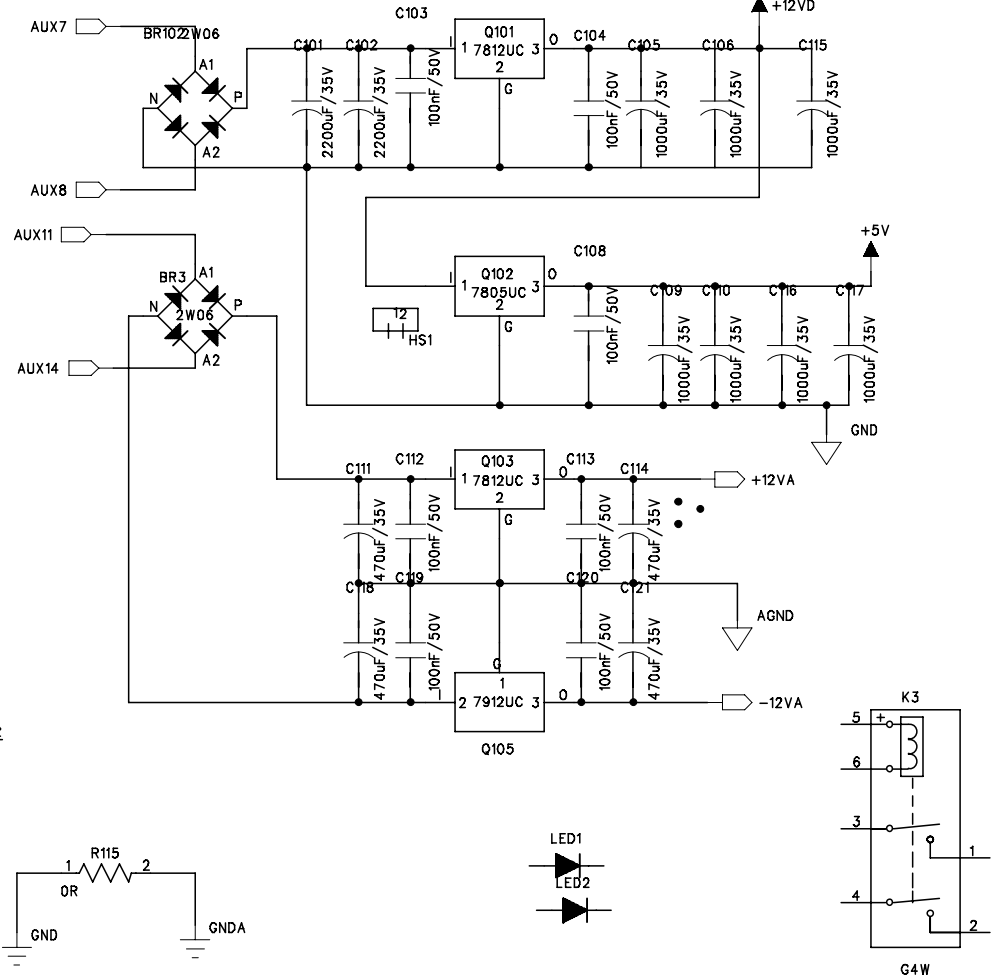 AUX7
BR102 2W06
A1
N
P
A2
AUX8
C101
2200uF/35V
C102
2200uF/35V
C103
100nF/50V
I
Q101
1 7812UC 3
2
O
G
C104
100nF/50V
C105
1000uF/35V
C106
1000uF/35V
+12VD
C115
1000uF/35V
AUX11
BR3
A1
N
2W06
P
A2
AUX14
I
Q102
1 7805UC 3
2
O
G
12
HS1
C108
100nF/50V
C109
1000uF/35V
C110
1000uF/35V
C116
1000uF/35V
C117
1000uF/35V
+5V
GND
C111
470uF/35V
C112
100nF/50V
I
Q103
1 7812UC 3
2
O
G
C113
100nF/50V
C114
470uF/35V
+12VA
C118
470uF/35V
C119
100nF/50V
C120
100nF/50V
C121
470uF/35V
AGND
G
1
I
2 7912UC 3
O
Q105
-12VA
K3
5
+
6
3
1
4
2
G4W
R115
1
2
0R
GND
GNDA
LED1
LED2